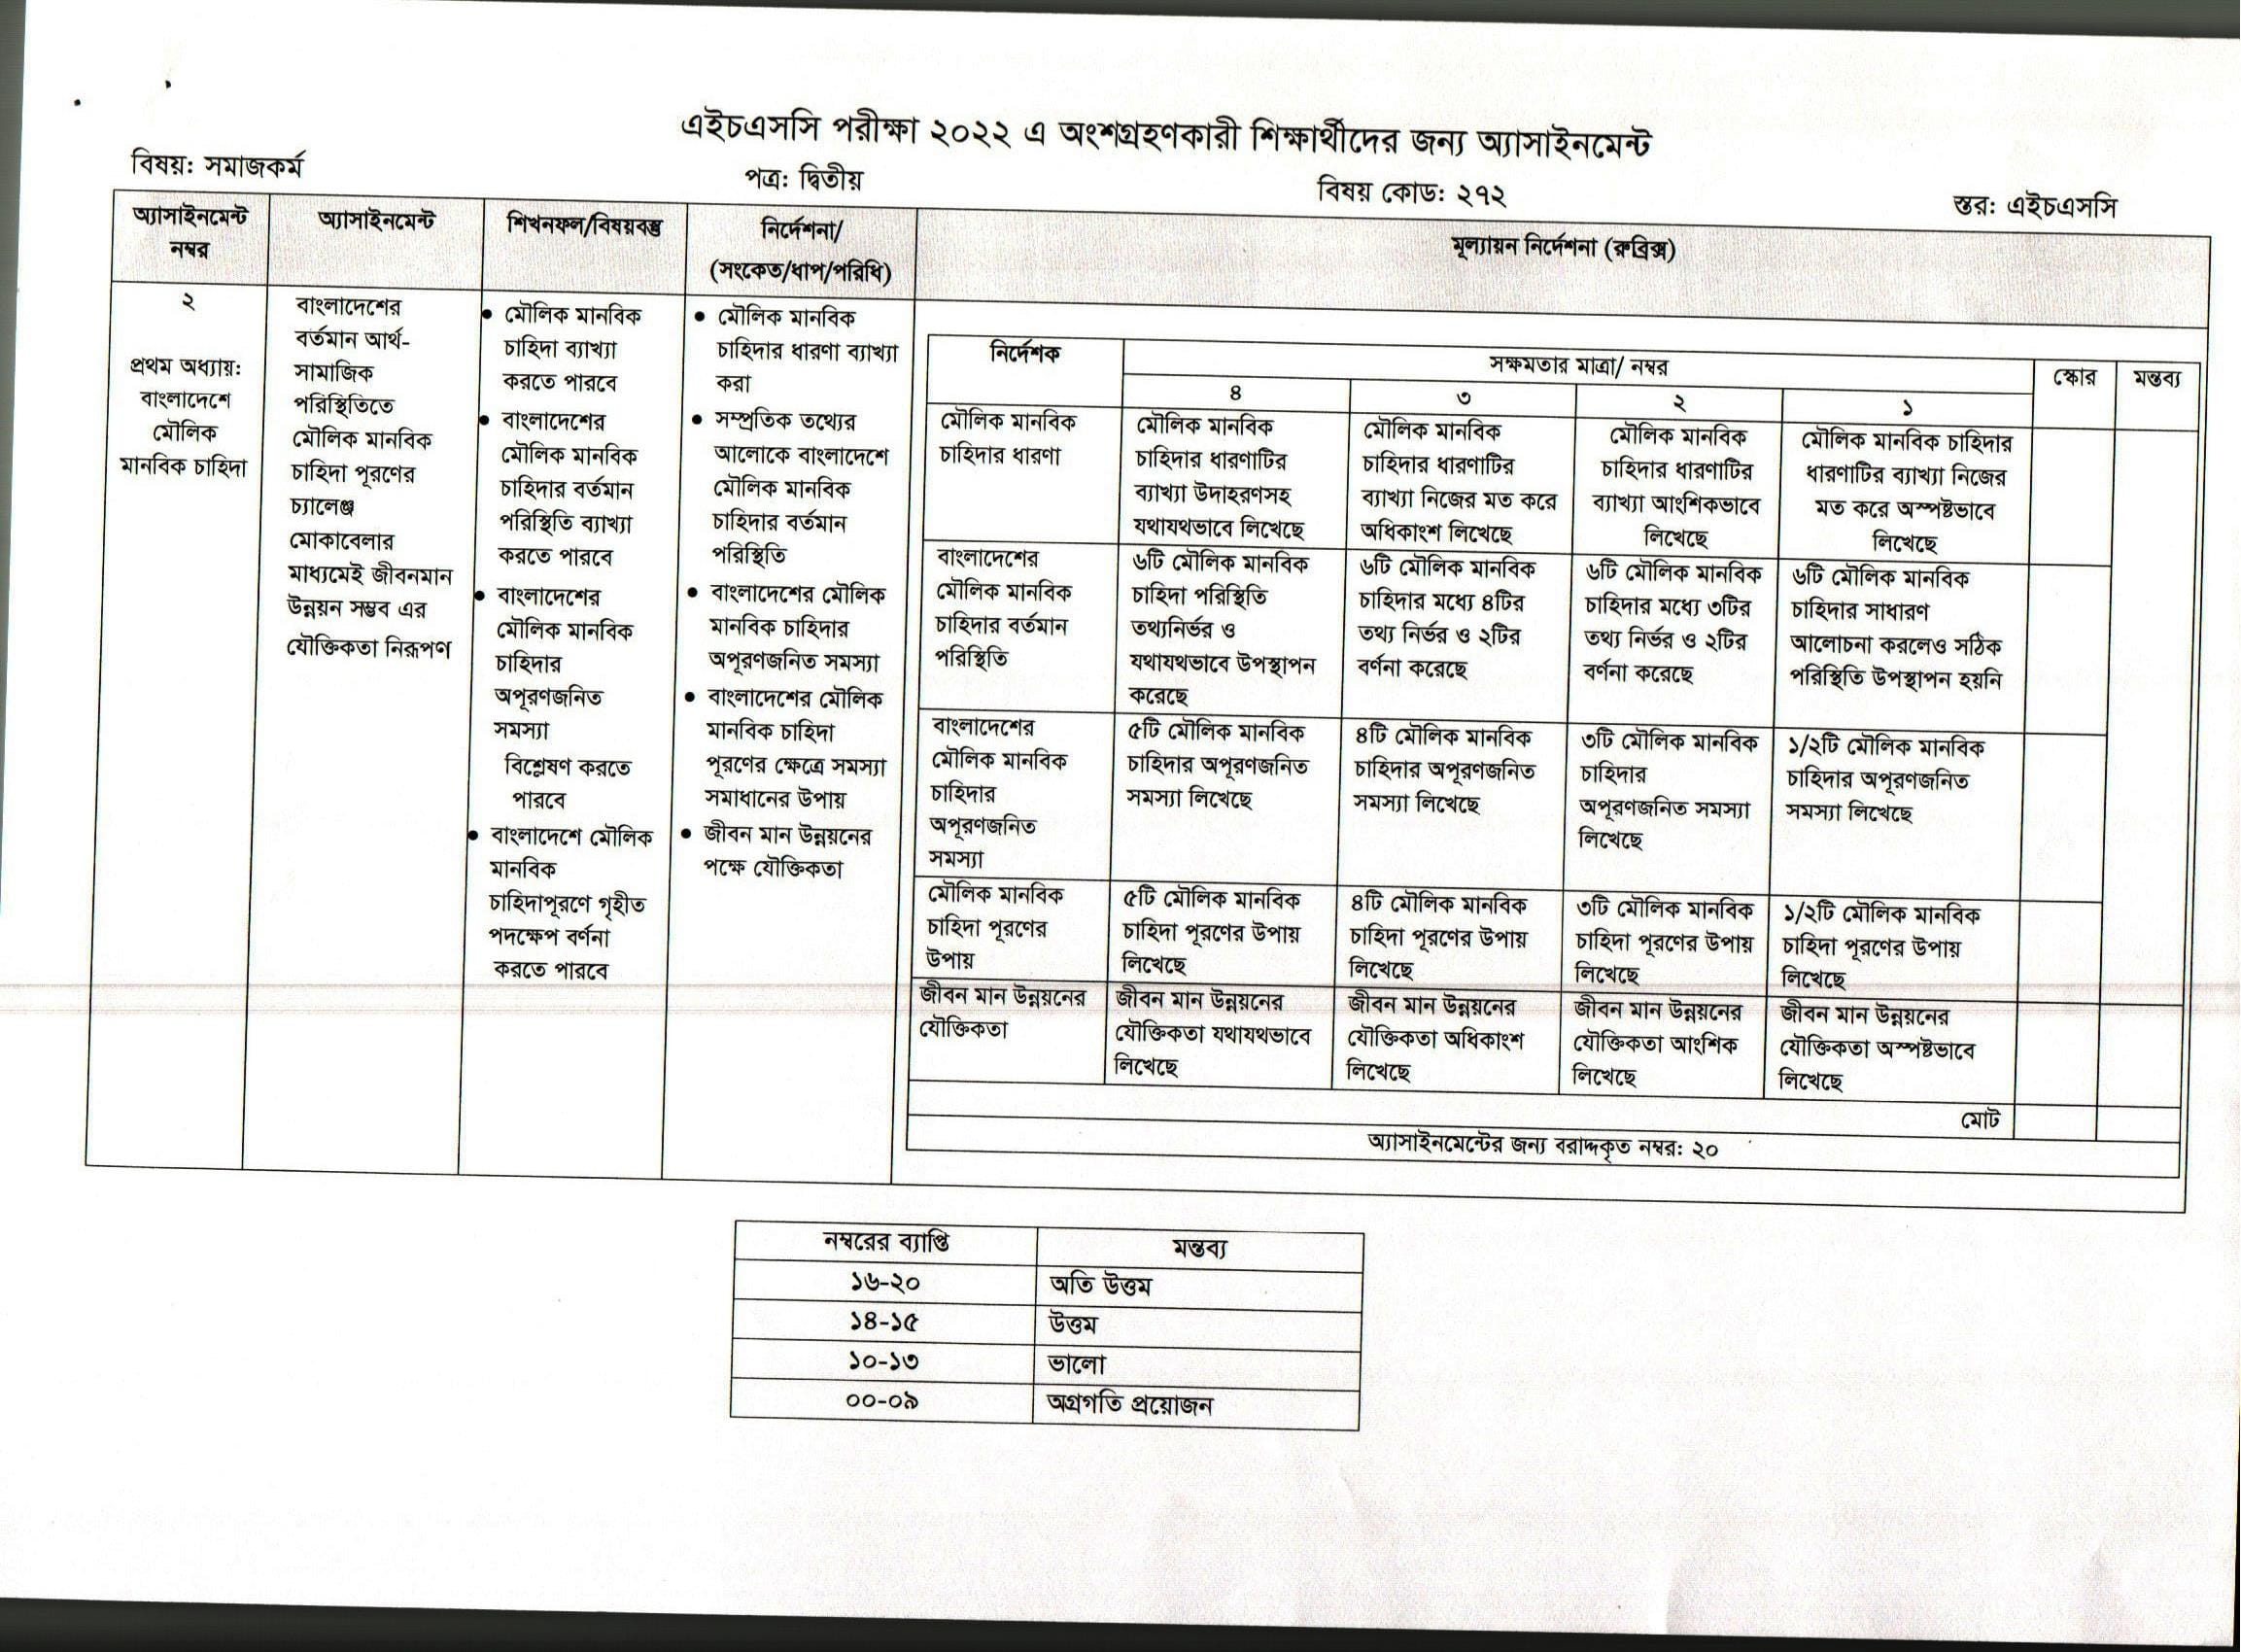 এইচএসসি পরীক্ষা ২০২২ এ অংশগ্রহণকারী শিক্ষার্থীদের জন্য অ্যাসাইনমেন্ট
বিষয়: সমাজকর্ম
পত্র: দ্বিতীয়
বিষয় কোড: ২৭২
স্তর: এইচএসসি
অ্যাসাইনমেন্ট
নম্বর
অ্যাসাইনমেন্ট
শিখনফল/বিষয়বস্তু
নির্দেশনা/
(সংকেত/ধাপ/পরিধি)
মূল্যায়ন নির্দেশনা (রুব্রিক্স)
২
প্রথম অধ্যায়:
বাংলাদেশে
মৌলিক
মানবিক চাহিদা
বাংলাদেশের
বর্তমান আর্থ-
সামাজিক
পরিস্থিতিতে
মৌলিক মানবিক
চাহিদা পূরণের
চ্যালেঞ্জ
মোকাবেলার
মাধ্যমেই জীবনমান
উন্নয়ন সম্ভব এর
যৌক্তিকতা নিরূপণ
• মৌলিক মানবিক
চাহিদা ব্যাখ্যা
করতে পারবে
• বাংলাদেশের
মৌলিক মানবিক
চাহিদার বর্তমান
পরিস্থিতি ব্যাখ্যা
করতে পারবে
• বাংলাদেশের
মৌলিক মানবিক
চাহিদার
অপূরণজনিত
সমস্যা
বিশ্লেষণ করতে
পারবে
• বাংলাদেশে মৌলিক
মানবিক
চাহিদাপূরণে গৃহীত
পদক্ষেপ বর্ণনা
করতে পারবে
• মৌলিক মানবিক
চাহিদার ধারণা ব্যাখ্যা
করা
• সম্প্রতিক তথ্যের
আলোকে বাংলাদেশে
মৌলিক মানবিক
চাহিদার বর্তমান
পরিস্থিতি
• বাংলাদেশের মৌলিক
মানবিক চাহিদার
অপূরণজনিত সমস্যা
• বাংলাদেশের মৌলিক
মানবিক চাহিদা
পূরণের ক্ষেত্রে সমস্যা
সমাধানের উপায়
• জীবন মান উন্নয়নের
পক্ষে যৌক্তিকতা
নির্দেশক
সক্ষমতার মাত্রা/ নম্বর
স্কোর
মন্তব্য
৪
৩
২
১
মৌলিক মানবিক
চাহিদার ধারণা
মৌলিক মানবিক
চাহিদার ধারণাটির
ব্যাখ্যা উদাহরণসহ
যথাযথভাবে লিখেছে
মৌলিক মানবিক
চাহিদার ধারণাটির
ব্যাখ্যা নিজের মত করে
অধিকাংশ লিখেছে
মৌলিক মানবিক
চাহিদার ধারণাটির
ব্যাখ্যা আংশিকভাবে
লিখেছে
মৌলিক মানবিক চাহিদার
ধারণাটির ব্যাখ্যা নিজের
মত করে অস্পষ্টভাবে
লিখেছে
বাংলাদেশের
মৌলিক মানবিক
চাহিদার বর্তমান
পরিস্থিতি
৬টি মৌলিক মানবিক
চাহিদা পরিস্থিতি
তথ্যনির্ভর ও
যথাযথভাবে উপস্থাপন
করেছে
৬টি মৌলিক মানবিক
চাহিদার মধ্যে ৪টির
তথ্য নির্ভর ও ২টির
বর্ণনা করেছে
৬টি মৌলিক মানবিক
চাহিদার মধ্যে ৩টির
তথ্য নির্ভর ও ২টির
বর্ণনা করেছে
৬টি মৌলিক মানবিক
চাহিদার সাধারণ
আলোচনা করলেও সঠিক
পরিস্থিতি উপস্থাপন হয়নি
বাংলাদেশের
মৌলিক মানবিক
চাহিদার
অপূরণজনিত
সমস্যা
৫টি মৌলিক মানবিক
চাহিদার অপূরণজনিত
সমস্যা লিখেছে
৪টি মৌলিক মানবিক
চাহিদার অপূরণজনিত
সমস্যা লিখেছে
৩টি মৌলিক মানবিক
চাহিদার
অপূরণজনিত সমস্যা
লিখেছে
১/২টি মৌলিক মানবিক
চাহিদার অপূরণজনিত
সমস্যা লিখেছে
মৌলিক মানবিক
চাহিদা পূরণের
উপায়
৫টি মৌলিক মানবিক
চাহিদা পূরণের উপায়
লিখেছে
৪টি মৌলিক মানবিক
চাহিদা পূরণের উপায়
লিখেছে
৩টি মৌলিক মানবিক
চাহিদা পূরণের উপায়
লিখেছে
১/২টি মৌলিক মানবিক
চাহিদা পূরণের উপায়
লিখেছে
জীবন মান উন্নয়নের
যৌক্তিকতা
জীবন মান উন্নয়নের
যৌক্তিকতা যথাযথভাবে
লিখেছে
জীবন মান উন্নয়নের
যৌক্তিকতা অধিকাংশ
লিখেছে
জীবন মান উন্নয়নের
যৌক্তিকতা আংশিক
লিখেছে
জীবন মান উন্নয়নের
যৌক্তিকতা অস্পষ্টভাবে
লিখেছে
মোট
অ্যাসাইনমেন্টের জন্য বরাদ্দকৃত নম্বর: ২০
নম্বরের ব্যাপ্তি
মন্তব্য
১৬-২০
অতি উত্তম
১৪-১৫
উত্তম
১০-১৩
ভালো
০০-০৯
অগ্রগতি প্রয়োজন